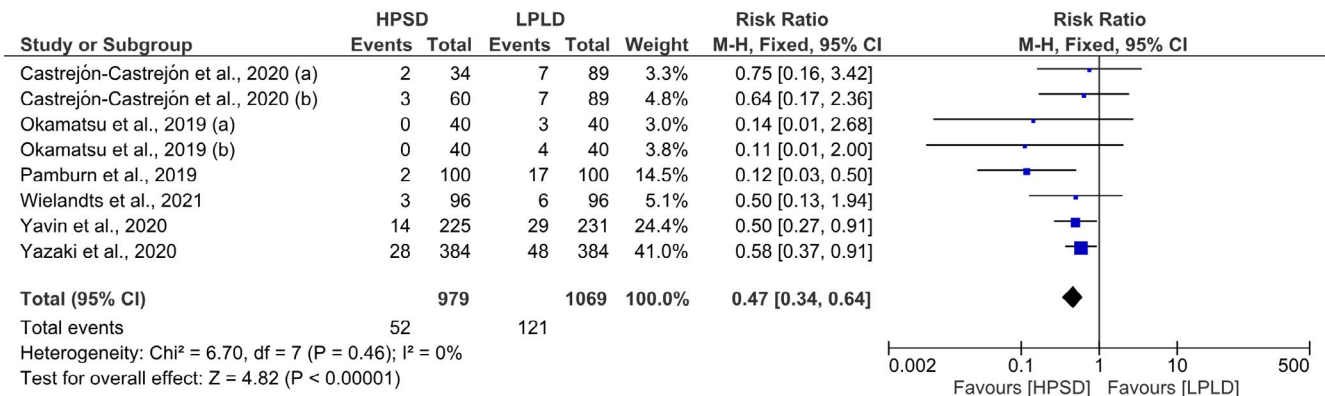 HPSD LPLD Risk Ratio Risk Ratio
Study or Subgroup Events Total Events Total Weight M-H, Fixed, 95% CI M-H, Fixed, 95% CI
Castrejón-Castrejón et al., 2020 (a) 2 34 7 89 3.3% 0.75 [0.16, 3.42]
Castrejón-Castrejón et al., 2020 (b) 3 60 7 89 4.8% 0.64 [0.17, 2.36]
Okamatsu et al., 2019 (a) 0 40 3 40 3.0% 0.14 [0.01, 2.68]
Okamatsu et al., 2019 (b) 0 40 4 40 3.8% 0.11 [0.01, 2.00]
Pamburn et al., 2019 2 100 17 100 14.5% 0.12 [0.03, 0.50]
Wielandts et al., 2021 3 96 6 96 5.1% 0.50 [0.13, 1.94]
Yavin et al., 2020 14 225 29 231 24.4% 0.50 [0.27, 0.91]
Yazaki et al., 2020 28 384 48 384 41.0% 0.58 [0.37, 0.91]
Total (95% CI) 979 1069 100.0% 0.47 [0.34, 0.64]
Total events 52 121
Heterogeneity: Chi² = 6.70, df = 7 (P = 0.46); I² = 0%
Test for overall effect: Z = 4.82 (P < 0.00001)
0.002 0.1 1 10 500
Favours [HPSD] Favours [LPLD]